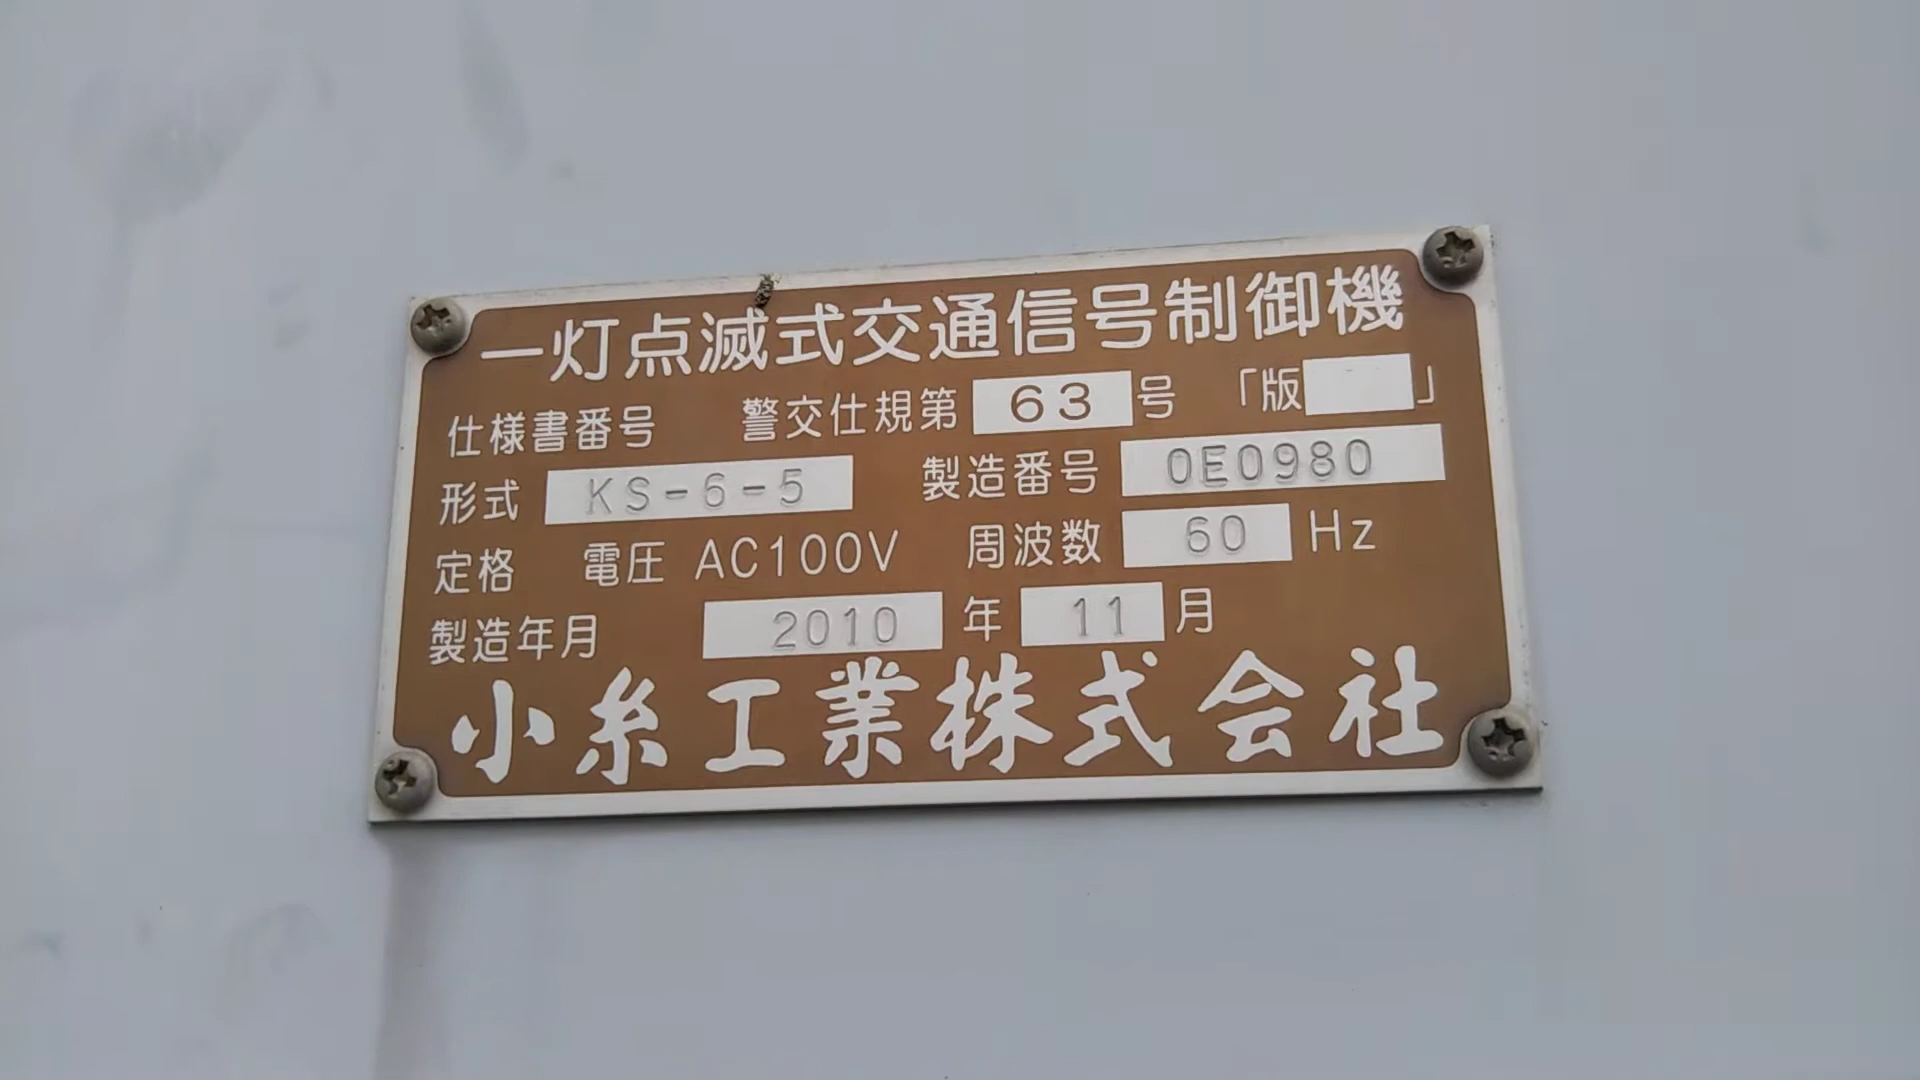 一灯点滅式交通信号制御機
仕様書番号 警交仕規第 63 号 「版 」
形式 KS-6-5 製造番号 0E0980
定格 電圧 AC100V 周波数 60 Hz
製造年月 2010 年 11 月
小糸工業株式会社